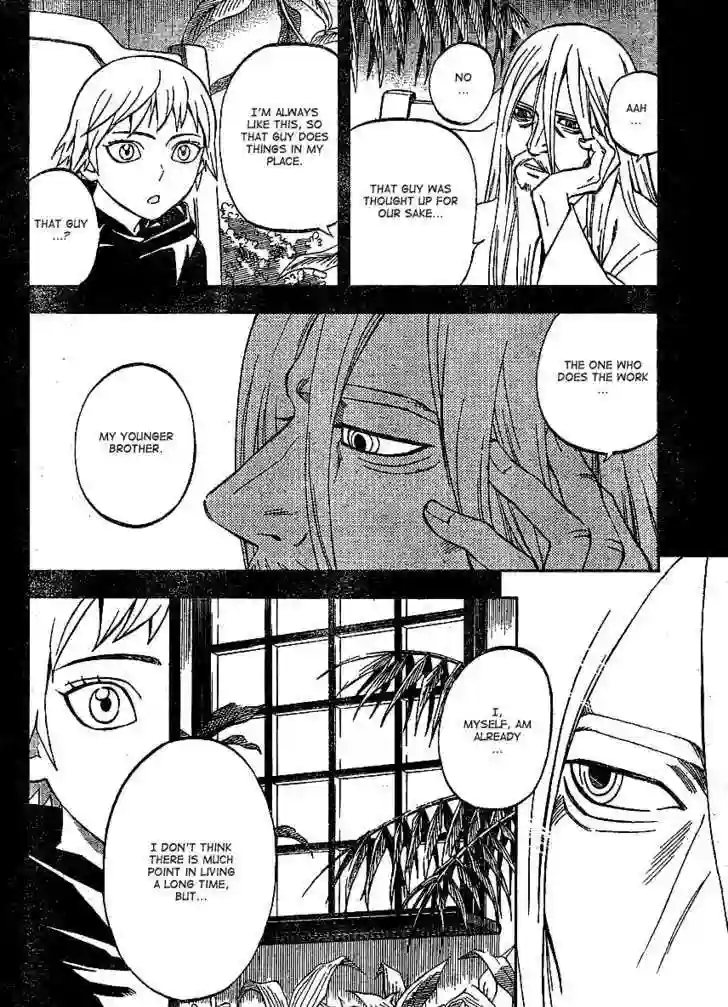 AAH
...
NO
...
THAT GUY WAS
THOUGHT UP FOR
OUR SAKE...
I'M ALWAYS
LIKE THIS, SO
THAT GUY DOES
THINGS IN MY
PLACE.
THAT GUY
...?
THE ONE WHO
DOES THE WORK
...
MY YOUNGER
BROTHER.
I,
MYSELF, AM
ALREADY
...
I DON'T THINK
THERE IS MUCH
POINT IN LIVING
A LONG TIME,
BUT...